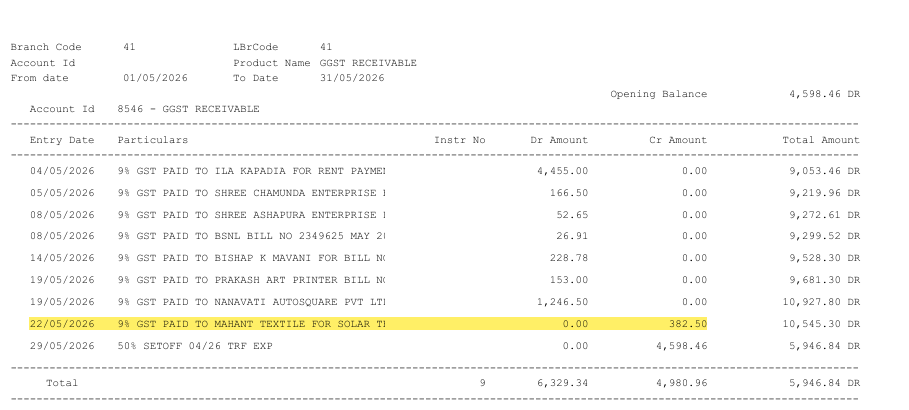 Branch Code 41 LBrCode 41
Account Id Product Name GGST RECEIVABLE
From date 01/05/2026 To Date 31/05/2026
Opening Balance 4,598.46 DR
Account Id 8546 - GGST RECEIVABLE
Entry Date Particulars Instr No Dr Amount Cr Amount Total Amount
04/05/2026 9% GST PAID TO ILA KAPADIA FOR RENT PAYMEN 4,455.00 0.00 9,053.46 DR
05/05/2026 9% GST PAID TO SHREE CHAMUNDA ENTERPRISE 166.50 0.00 9,219.96 DR
08/05/2026 9% GST PAID TO SHREE ASHAPURA ENTERPRISE 52.65 0.00 9,272.61 DR
08/05/2026 9% GST PAID TO BSNL BILL NO 2349625 MAY 20 26.91 0.00 9,299.52 DR
14/05/2026 9% GST PAID TO BISHAP K MAVANI FOR BILL NO 228.78 0.00 9,528.30 DR
19/05/2026 9% GST PAID TO PRAKASH ART PRINTER BILL NO 153.00 0.00 9,681.30 DR
19/05/2026 9% GST PAID TO NANAVATI AUTOSQUARE PVT LTD 1,246.50 0.00 10,927.80 DR
22/05/2026 9% GST PAID TO MAHANT TEXTILE FOR SOLAR 0.00 382.50 10,545.30 DR
29/05/2026 50% SETOFF 04/26 TRF EXP 0.00 4,598.46 5,946.84 DR
Total 9 6,329.34 4,980.96 5,946.84 DR